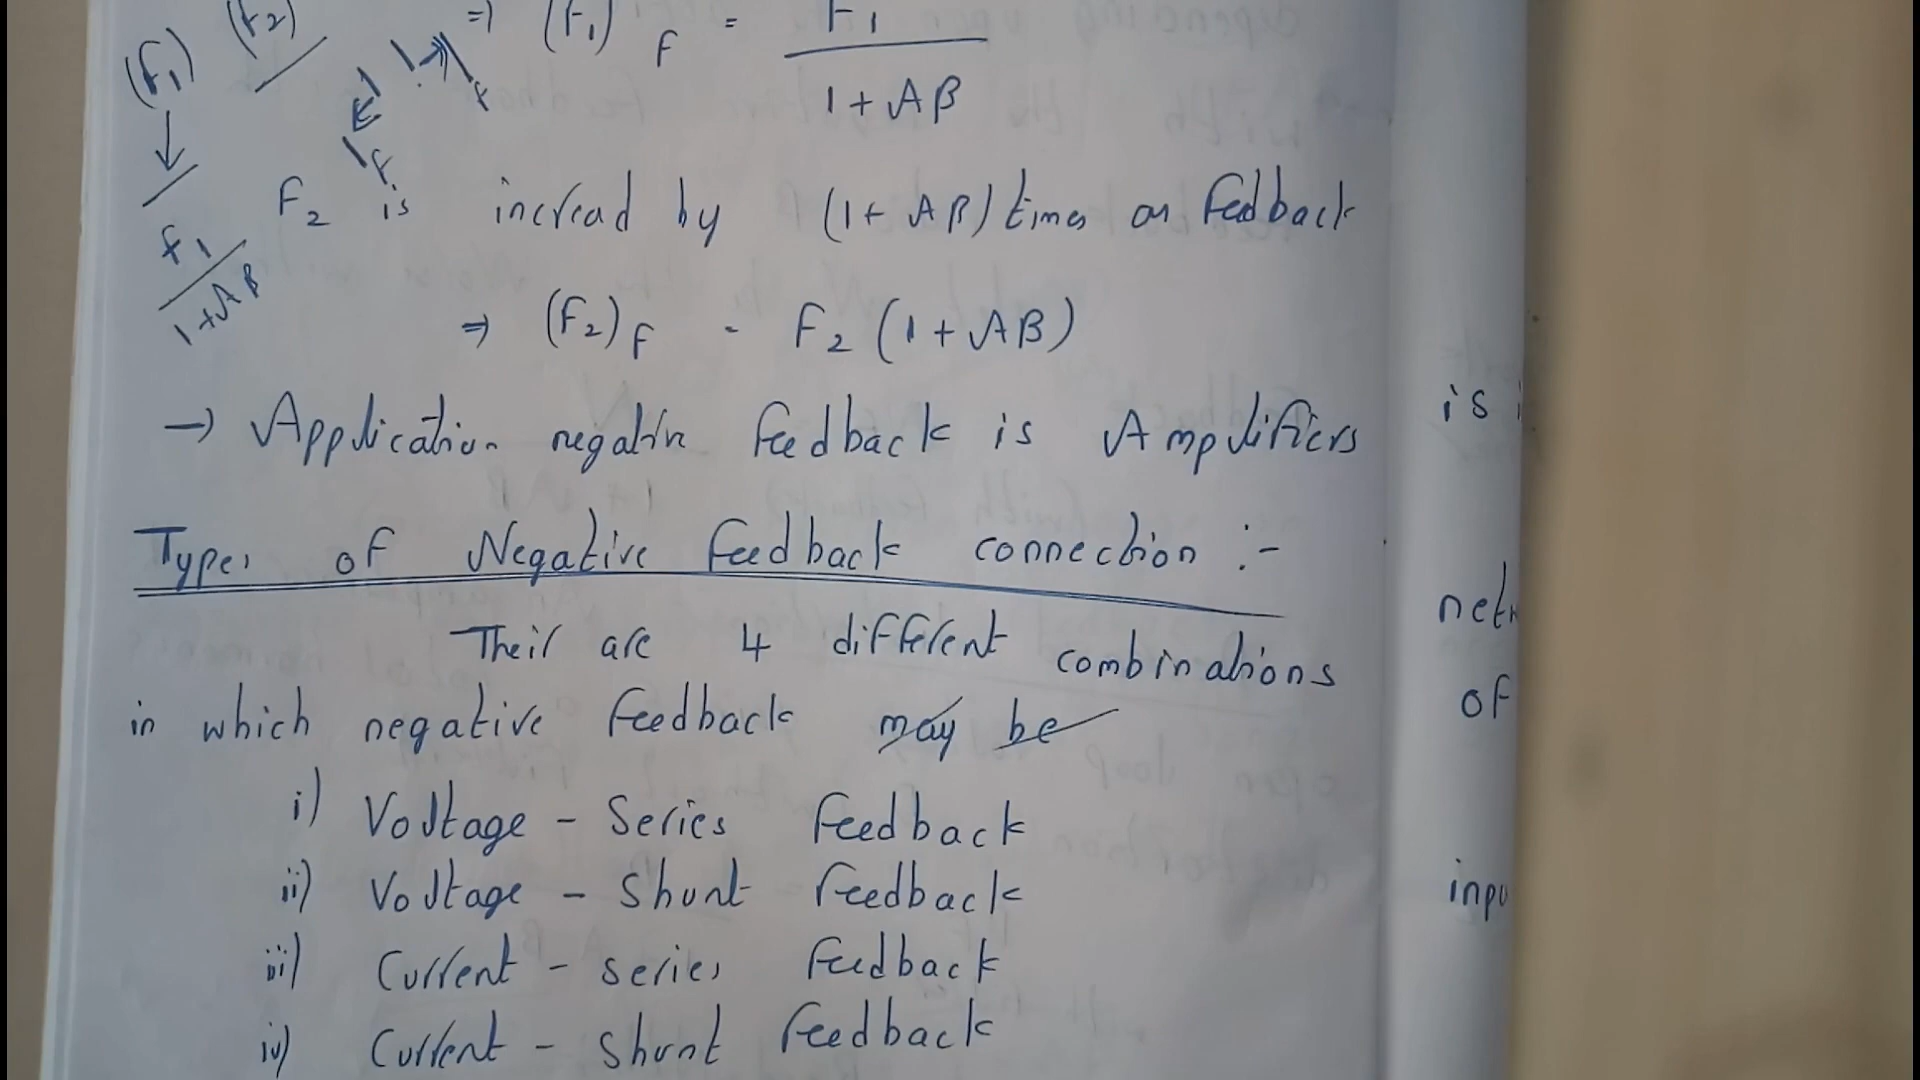 ⇒ (F₁)F = F₁ / 1 + Aβ
(F₁) (F₂)
↓
F₁ / 1+Aβ
F₂ is incread by (1+ Aβ) times on Fedback
⇒ (F₂)F = F₂ (1 + Aβ)
→ Application negative Feedback is Amplifiers
Types of Negative Feedback connection :-
Their are 4 different combinations
in which negative Feedback may be
i) Voltage - Series Feedback
ii) Voltage - Shunt Feedback
iii) Current - series Feedback
iv) Current - Shunt Feedback
is
of